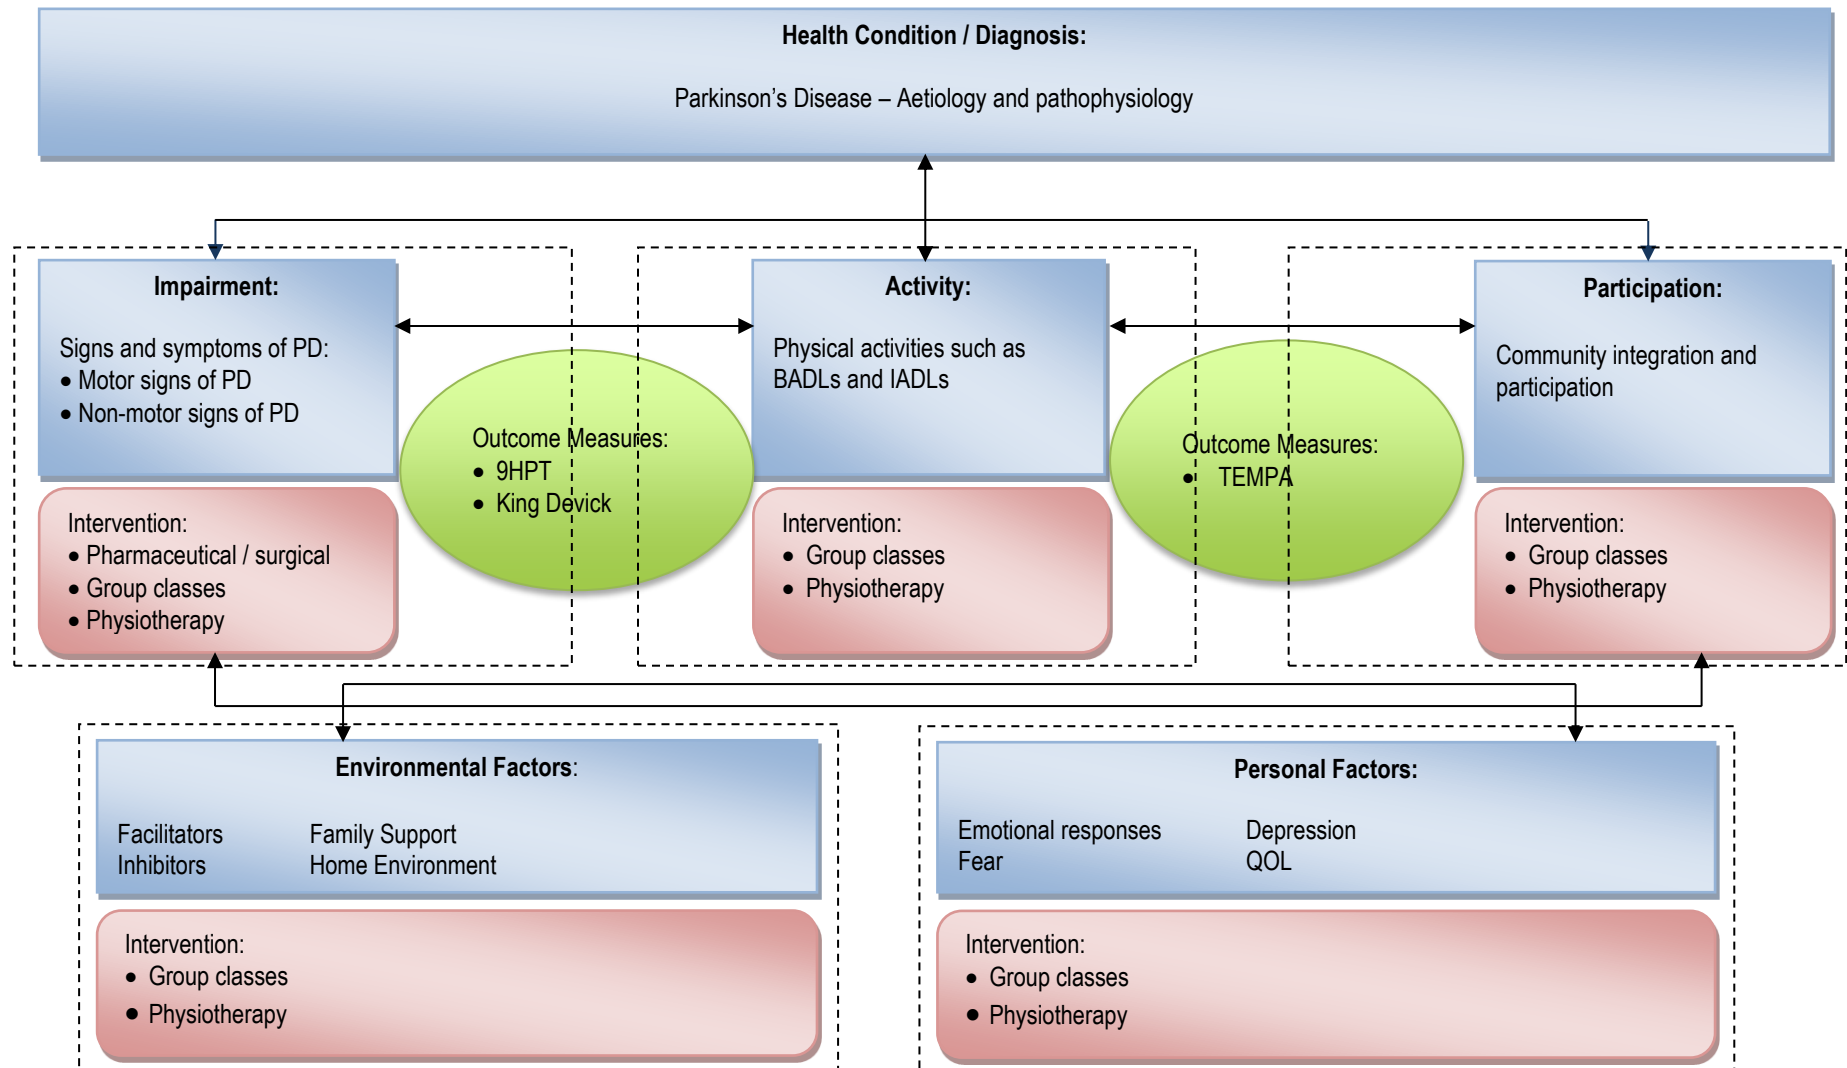 Health Condition / Diagnosis:
Parkinson’s Disease – Aetiology and pathophysiology
Impairment:
Signs and symptoms of PD:
• Motor signs of PD
• Non-motor signs of PD
Activity:
Physical activities such as
BADLs and IADLs
Participation:
Community integration and
participation
Outcome Measures:
• 9HPT
• King Devick
Outcome Measures:
• TEMPA
Intervention:
• Pharmaceutical / surgical
• Group classes
• Physiotherapy
Intervention:
• Group classes
• Physiotherapy
Intervention:
• Group classes
• Physiotherapy
Environmental Factors:
Facilitators Family Support
Inhibitors Home Environment
Personal Factors:
Emotional responses Depression
Fear QOL
Intervention:
• Group classes
• Physiotherapy
Intervention:
• Group classes
• Physiotherapy